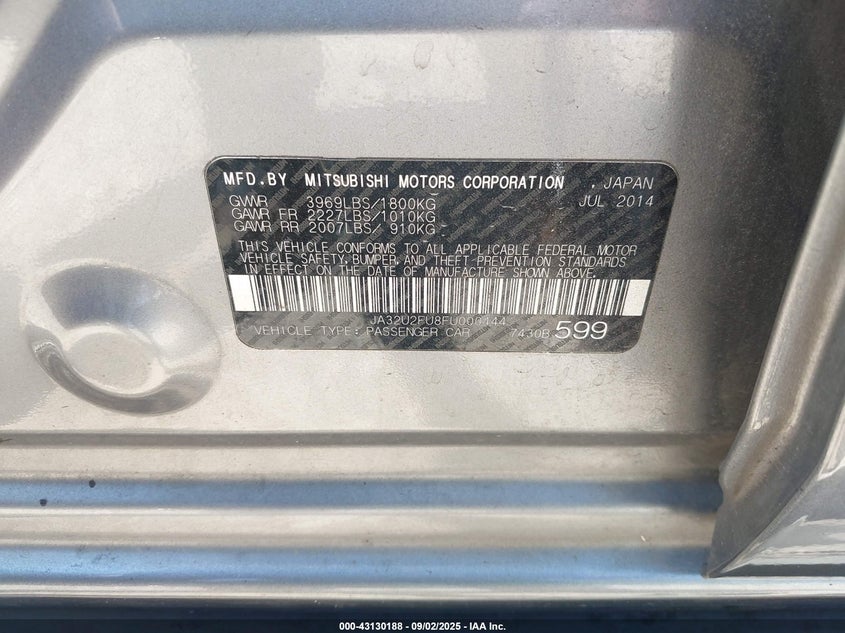 MFD.BY MITSUBISHI MOTORS CORPORATION , JAPAN
GVWR 3969LBS/1800KG JUL 2014
GAWR FR 2227LBS/1010KG
GAWR RR 2007LBS/ 910KG
THIS VEHICLE CONFORMS TO ALL APPLICABLE FEDERAL MOTOR
VEHICLE SAFETY, BUMPER, AND THEFT PREVENTION STANDARDS
IN EFFECT ON THE DATE OF MANUFACTURE SHOWN ABOVE.
VEHICLE TYPE: PASSENGER CAR 7430B 599
000-43130188 - 09/02/2025 - IAA Inc.